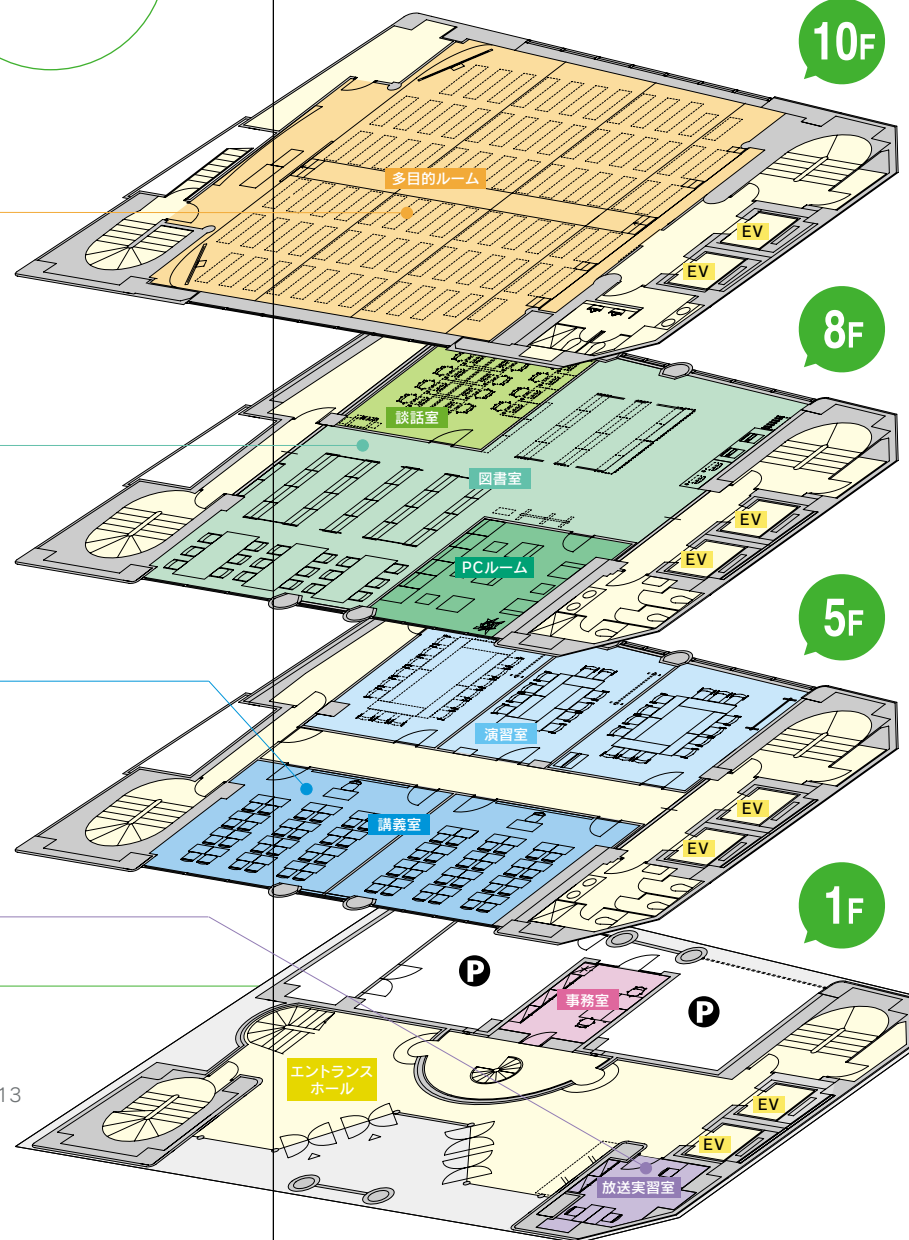 10F
多目的ルーム
EV
EV
8F
談話室
図書室
EV
PCルーム
EV
5F
演習室
EV
講義室
EV
1F
P
事務室
P
エントランス
ホール
13
EV
EV
放送実習室